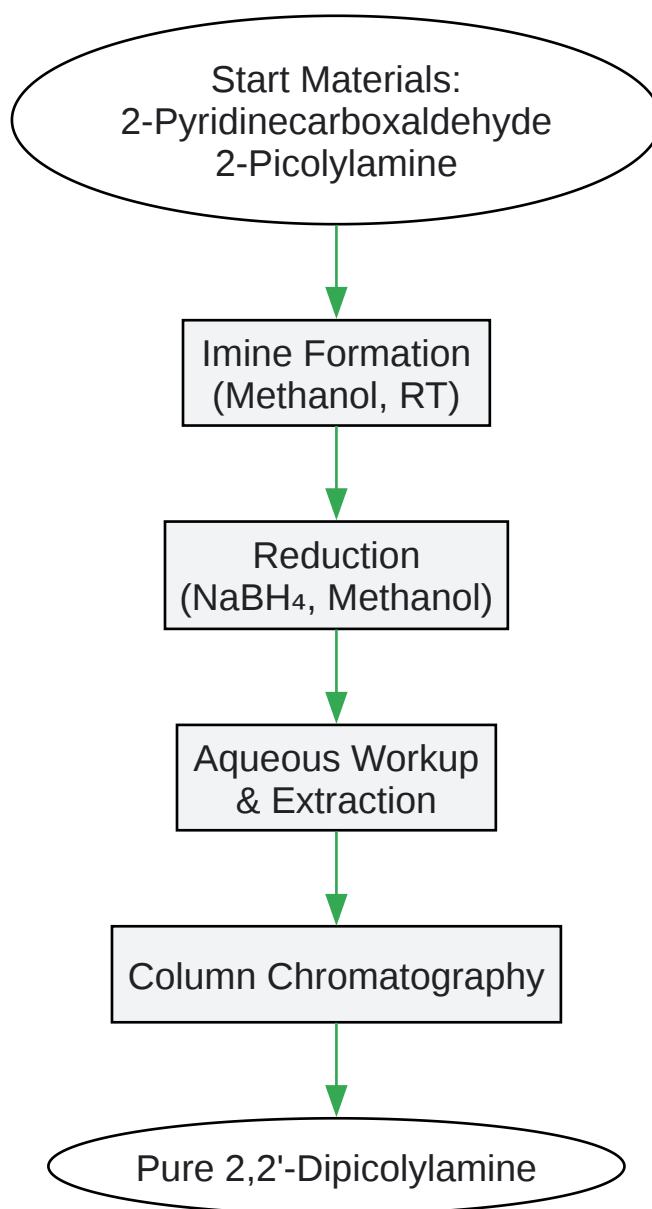 Start Materials:
2-Pyridinecarboxaldehyde
2-Picolylamine
Imine Formation
(Methanol, RT)
Reduction
(NaBH₄, Methanol)
Aqueous Workup
& Extraction
Column Chromatography
Pure 2,2'-Dipicolylamine